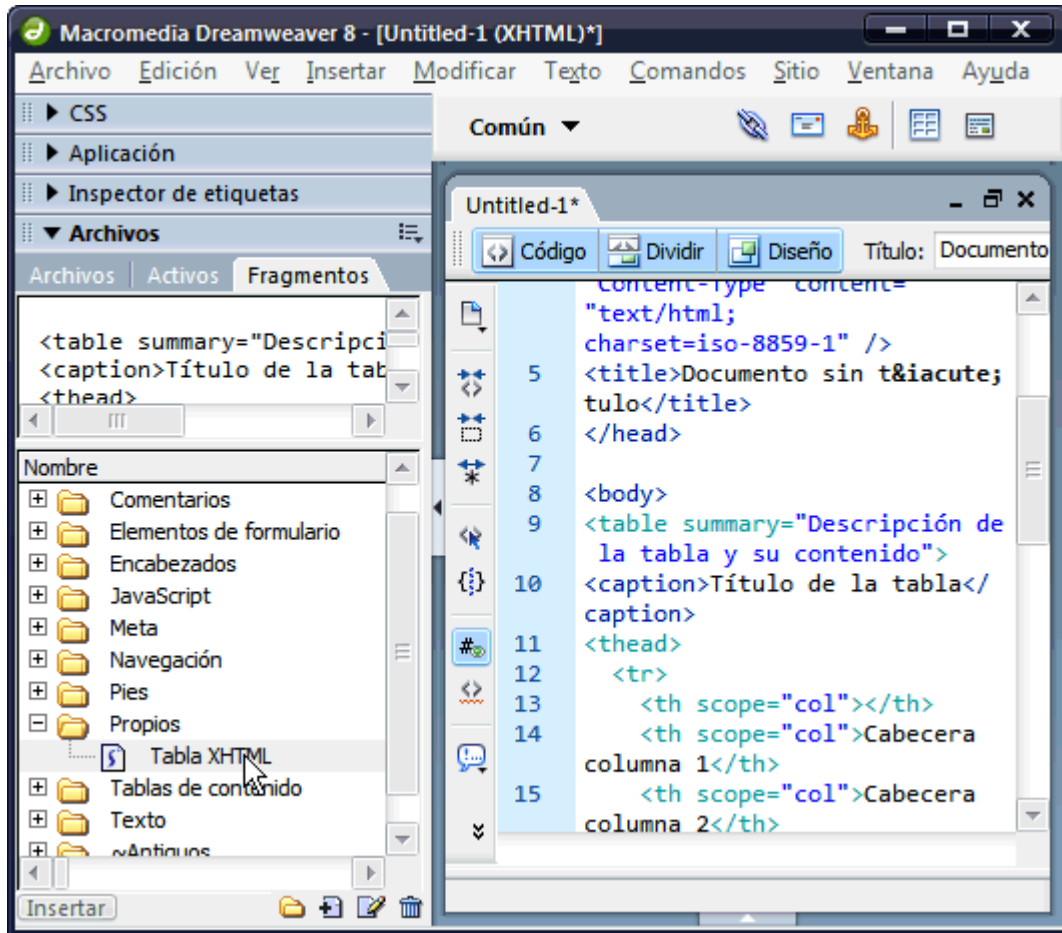 Macromedia Dreamweaver 8 - [Untitled-1 (XHTML)*]
Archivo Edición Ver Insertar Modificar Texto Comandos Sitio Ventana Ayuda
CSS
Aplicación
Inspector de etiquetas
Archivos
Archivos Activos Fragmentos
<table summary="Descripci
<caption>Título de la tab
<thead>
Nombre
Comentarios
Elementos de formulario
Encabezados
JavaScript
Meta
Navegación
Pies
Propios
Tabla XHTML
Tablas de contenido
Texto
~Antiguos
Insertar
Común
Untitled-1*
Código Dividir Diseño Título: Documento
Content-Type" content=
"text/html;
charset=iso-8859-1" />
5 <title>Documento sin t&iacute;
tulo</title>
6 </head>
7
8 <body>
9 <table summary="Descripción de
la tabla y su contenido">
10 <caption>Título de la tabla</
caption>
11 <thead>
12 <tr>
13 <th scope="col"></th>
14 <th scope="col">Cabecera
columna 1</th>
15 <th scope="col">Cabecera
columna 2</th>